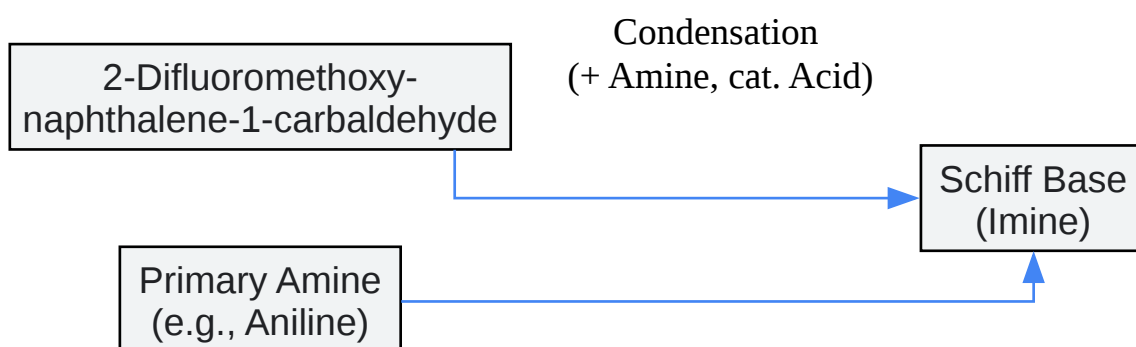 Condensation
(+ Amine, cat. Acid)
2-Difluoromethoxy-
naphthalene-1-carbaldehyde
Schiff Base
(Imine)
Primary Amine
(e.g., Aniline)